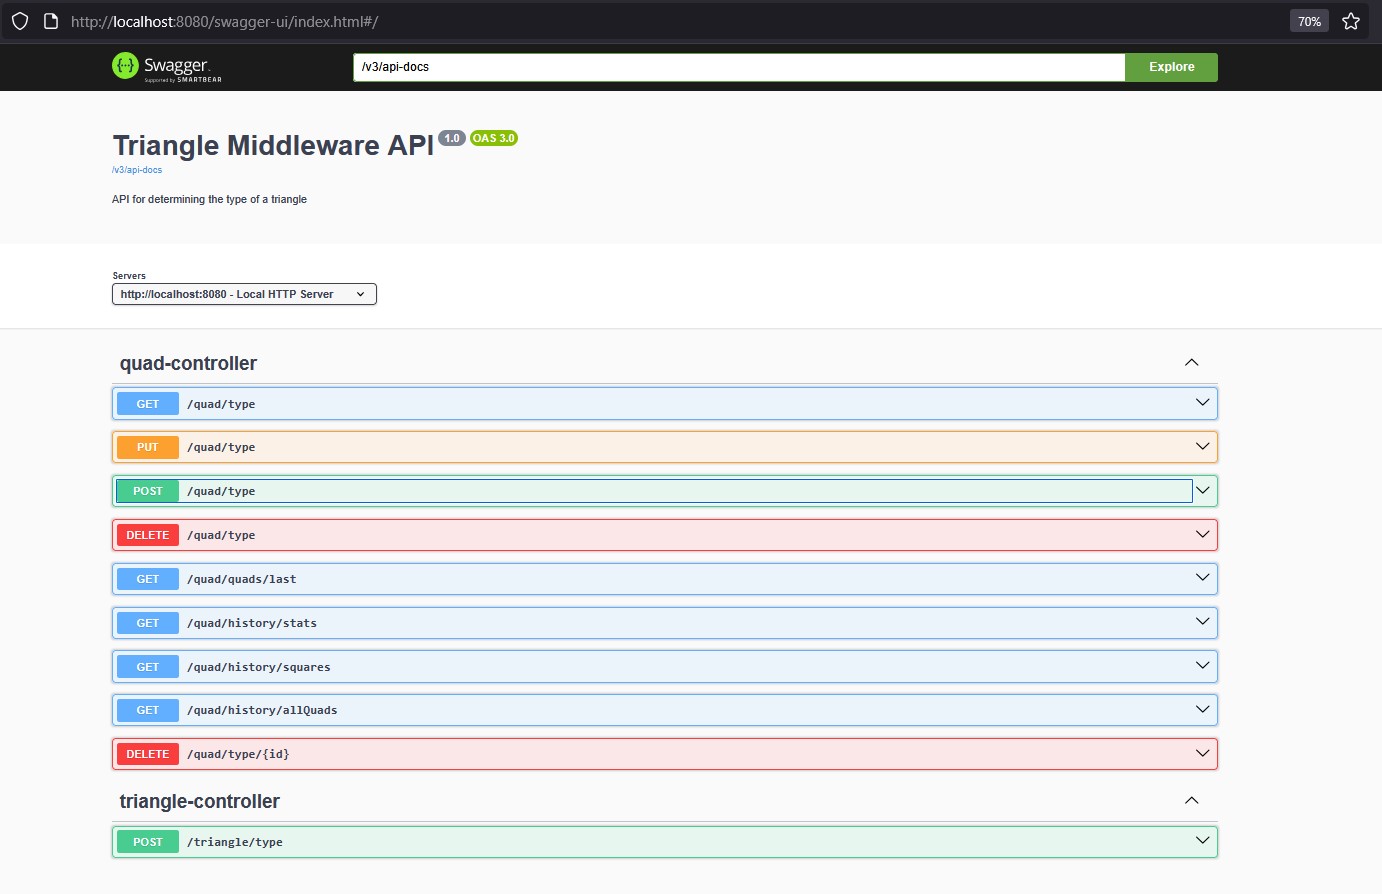 http://localhost:8080/swagger-ui/index.html#/
70%
Swagger.
Supported by SMARTBEAR
/v3/api-docs
Explore
Triangle Middleware API 1.0 OAS 3.0
/v3/api-docs
API for determining the type of a triangle
Servers
http://localhost:8080 - Local HTTP Server
quad-controller
GET /quad/type
PUT /quad/type
POST /quad/type
DELETE /quad/type
GET /quad/quads/last
GET /quad/history/stats
GET /quad/history/squares
GET /quad/history/allQuads
DELETE /quad/type/{id}
triangle-controller
POST /triangle/type